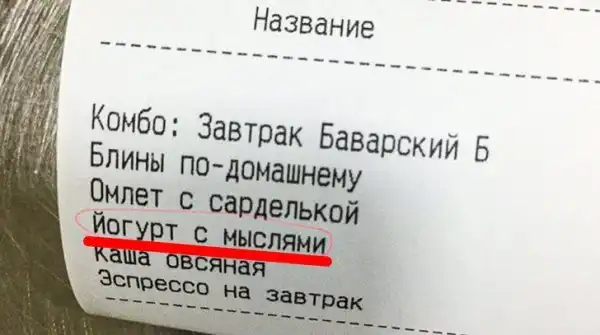 Название
Комбо: Завтрак Баварский Б
Блины по-домашнему
Омлет с сарделькой
Йогурт с мыслями
Каша овсяная
Эспрессо на завтрак